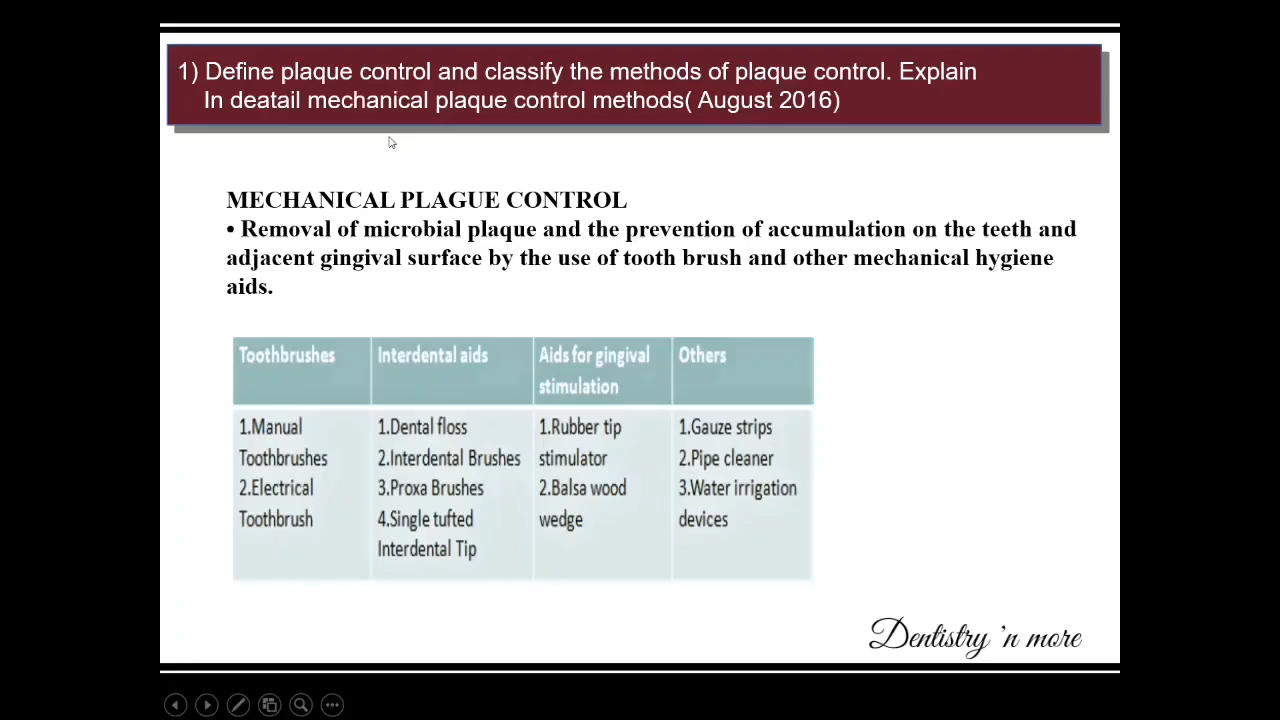 1) Define plaque control and classify the methods of plaque control. Explain
In deatail mechanical plaque control methods( August 2016)
MECHANICAL PLAGUE CONTROL
• Removal of microbial plaque and the prevention of accumulation on the teeth and
adjacent gingival surface by the use of tooth brush and other mechanical hygiene
aids.
Toothbrushes
1.Manual
Toothbrushes
2.Electrical
Toothbrush
Interdental aids
1.Dental floss
2.Interdental Brushes
3.Proxa Brushes
4.Single tufted
Interdental Tip
Aids for gingival
stimulation
1.Rubber tip
stimulator
2.Balsa wood
wedge
Others
1.Gauze strips
2.Pipe cleaner
3.Water irrigation
devices
Dentistry 'n more